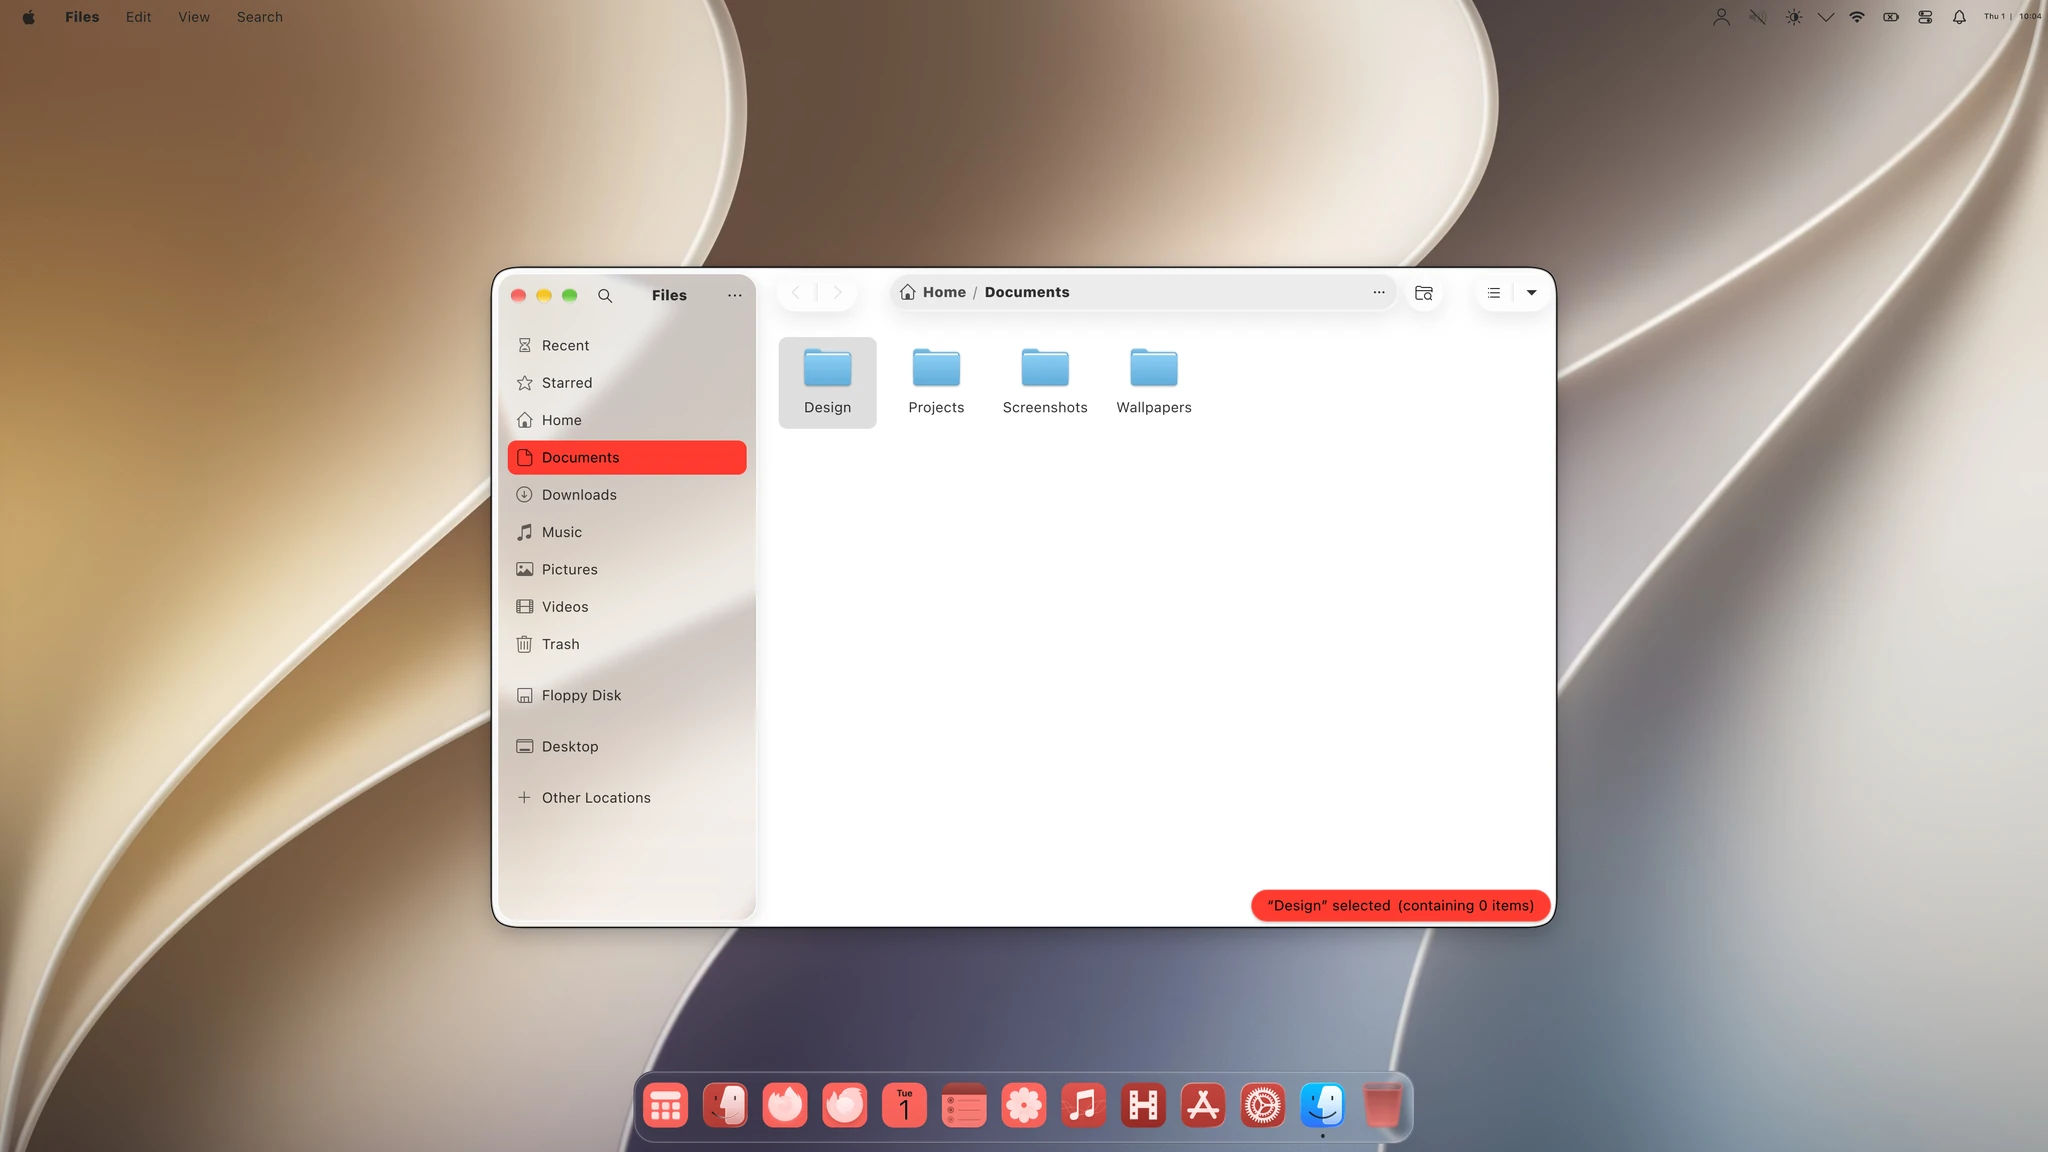 Files Edit View Search
Thu 1 | 10:04
Files
Recent
Starred
Home
Documents
Downloads
Music
Pictures
Videos
Trash
Floppy Disk
Desktop
Other Locations
Home / Documents
Design Projects Screenshots Wallpapers
“Design” selected (containing 0 items)
Tue
1